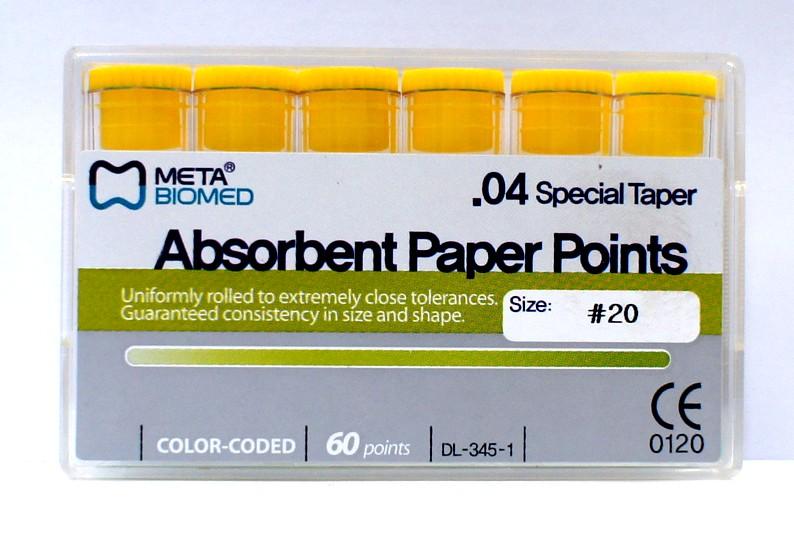 META®
BIOMED
.04 Special Taper
Absorbent Paper Points
Uniformly rolled to extremely close tolerances.
Guaranteed consistency in size and shape.
Size: #20
CE
0120
COLOR-CODED 60 points DL-345-1